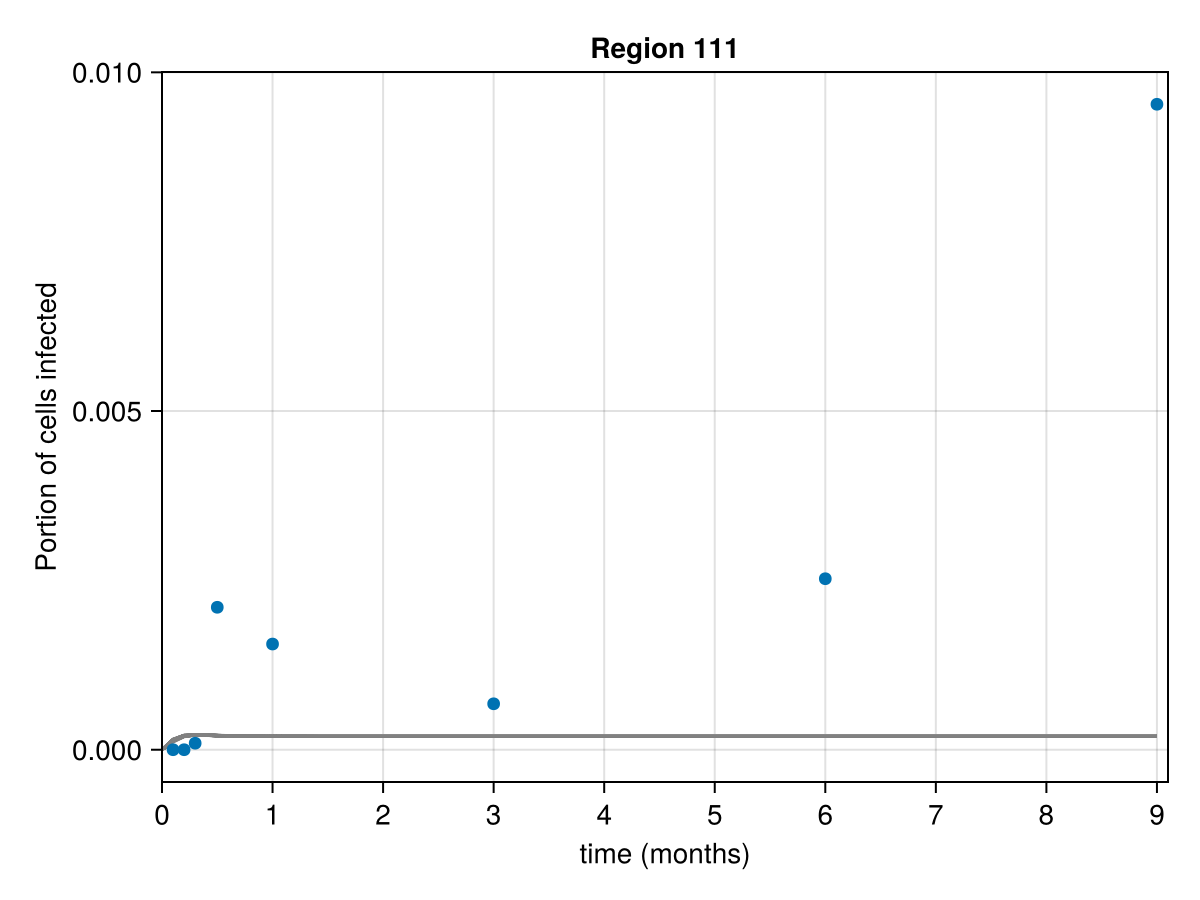 Region 111
0.010
0.005
0.000
Portion of cells infected
0 1 2 3 4 5 6 7 8 9
time (months)